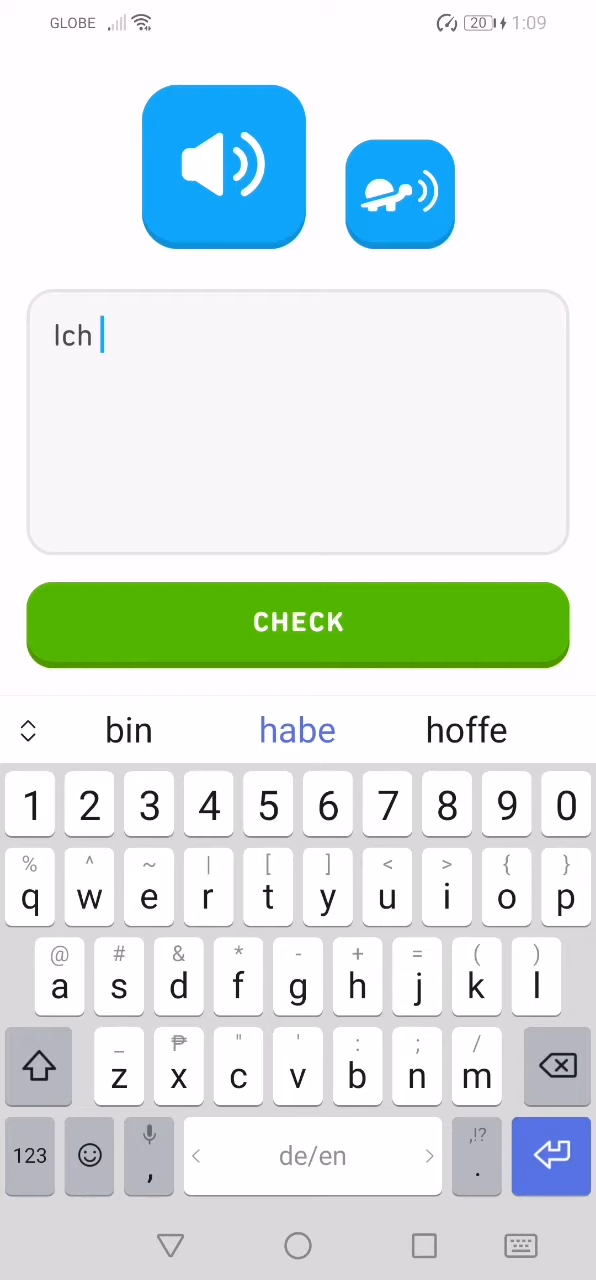 GLOBE 20 1:09
Ich
CHECK
bin habe hoffe
1 2 3 4 5 6 7 8 9 0
% ^ ~ | [ ] < > { }
q w e r t y u i o p
@ # & * - + = ( )
a s d f g h j k l
_ ₱ " ' : ; /
z x c v b n m
123 , de/en ,!? .